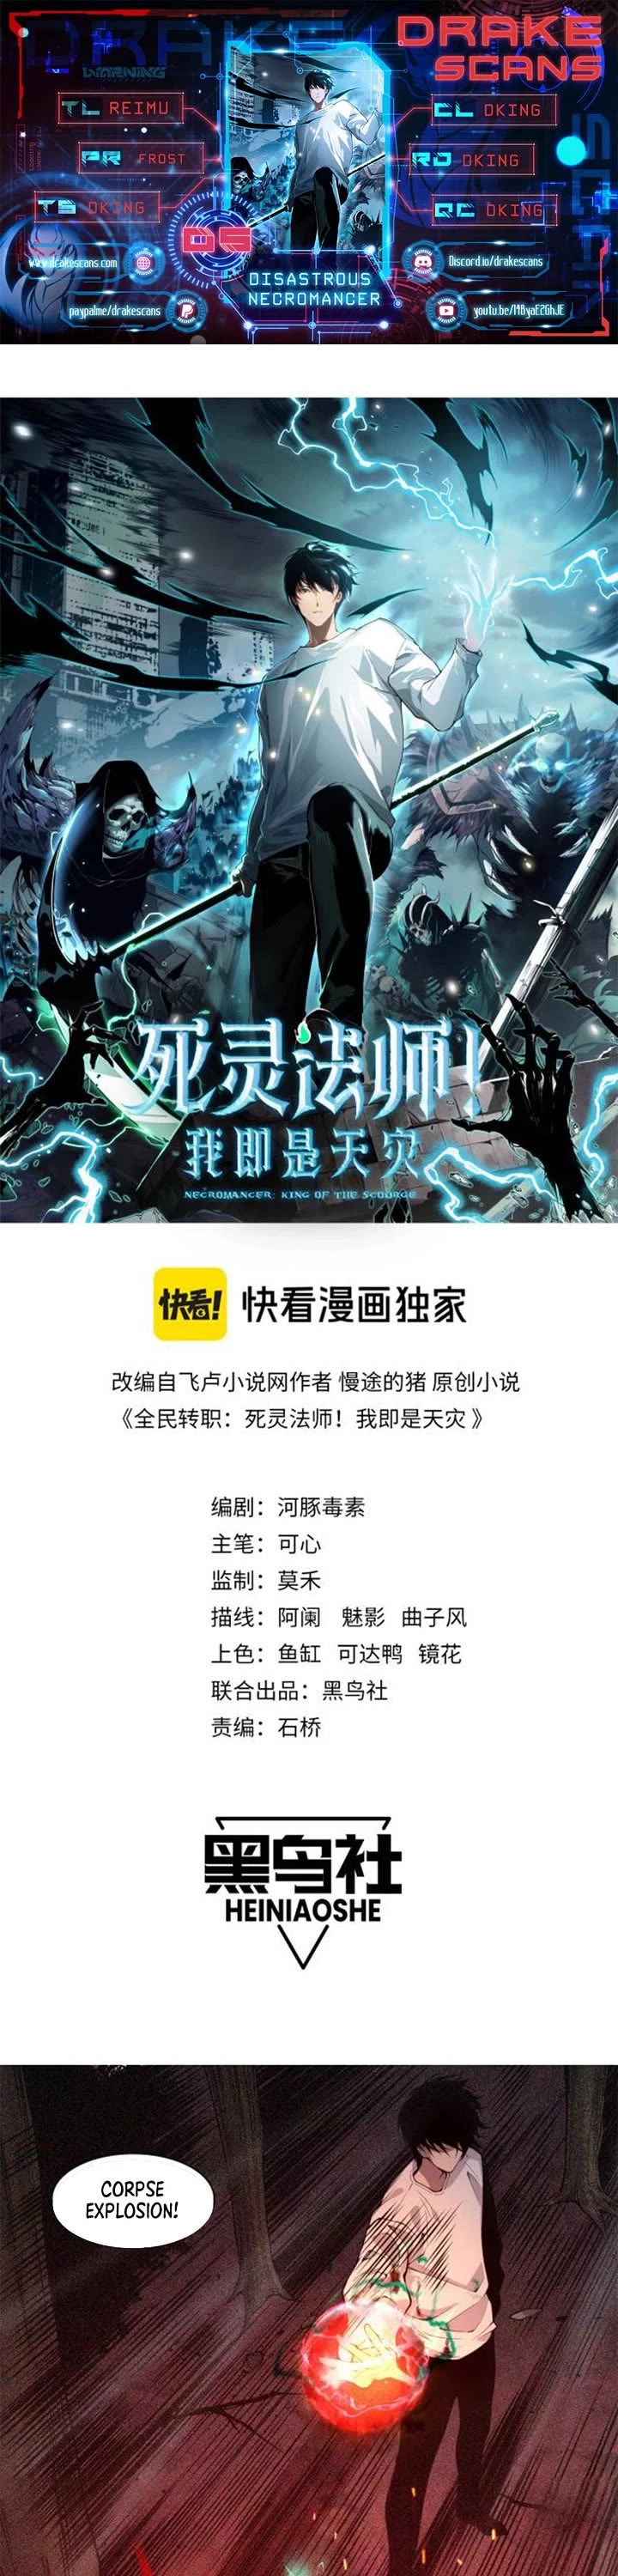 DRAKE
WARNING
DRAKE
SCANS
TL REIMU
CL DKING
PR FROST
RD DKING
TS DKING
QC DKING
DS
www.drakescans.com
Discord.io/drakescans
DISASTROUS
NECROMANCER
paypalme/drakescans
死灵法师!
我即是天灾
NECROMANCER: KING OF THE SCOURGE
快看! 快看漫画独家
改编自飞卢小说网作者 慢途的猪 原创小说
《全民转职：死灵法师！我即是天灾 》
编剧：河豚毒素
主笔：可心
监制：莫禾
描线：阿阑 魅影 曲子风
上色：鱼缸 可达鸭 镜花
联合出品：黑鸟社
责编：石桥
黑鸟社
HEINIAOSHE
CORPSE
EXPLOSION!